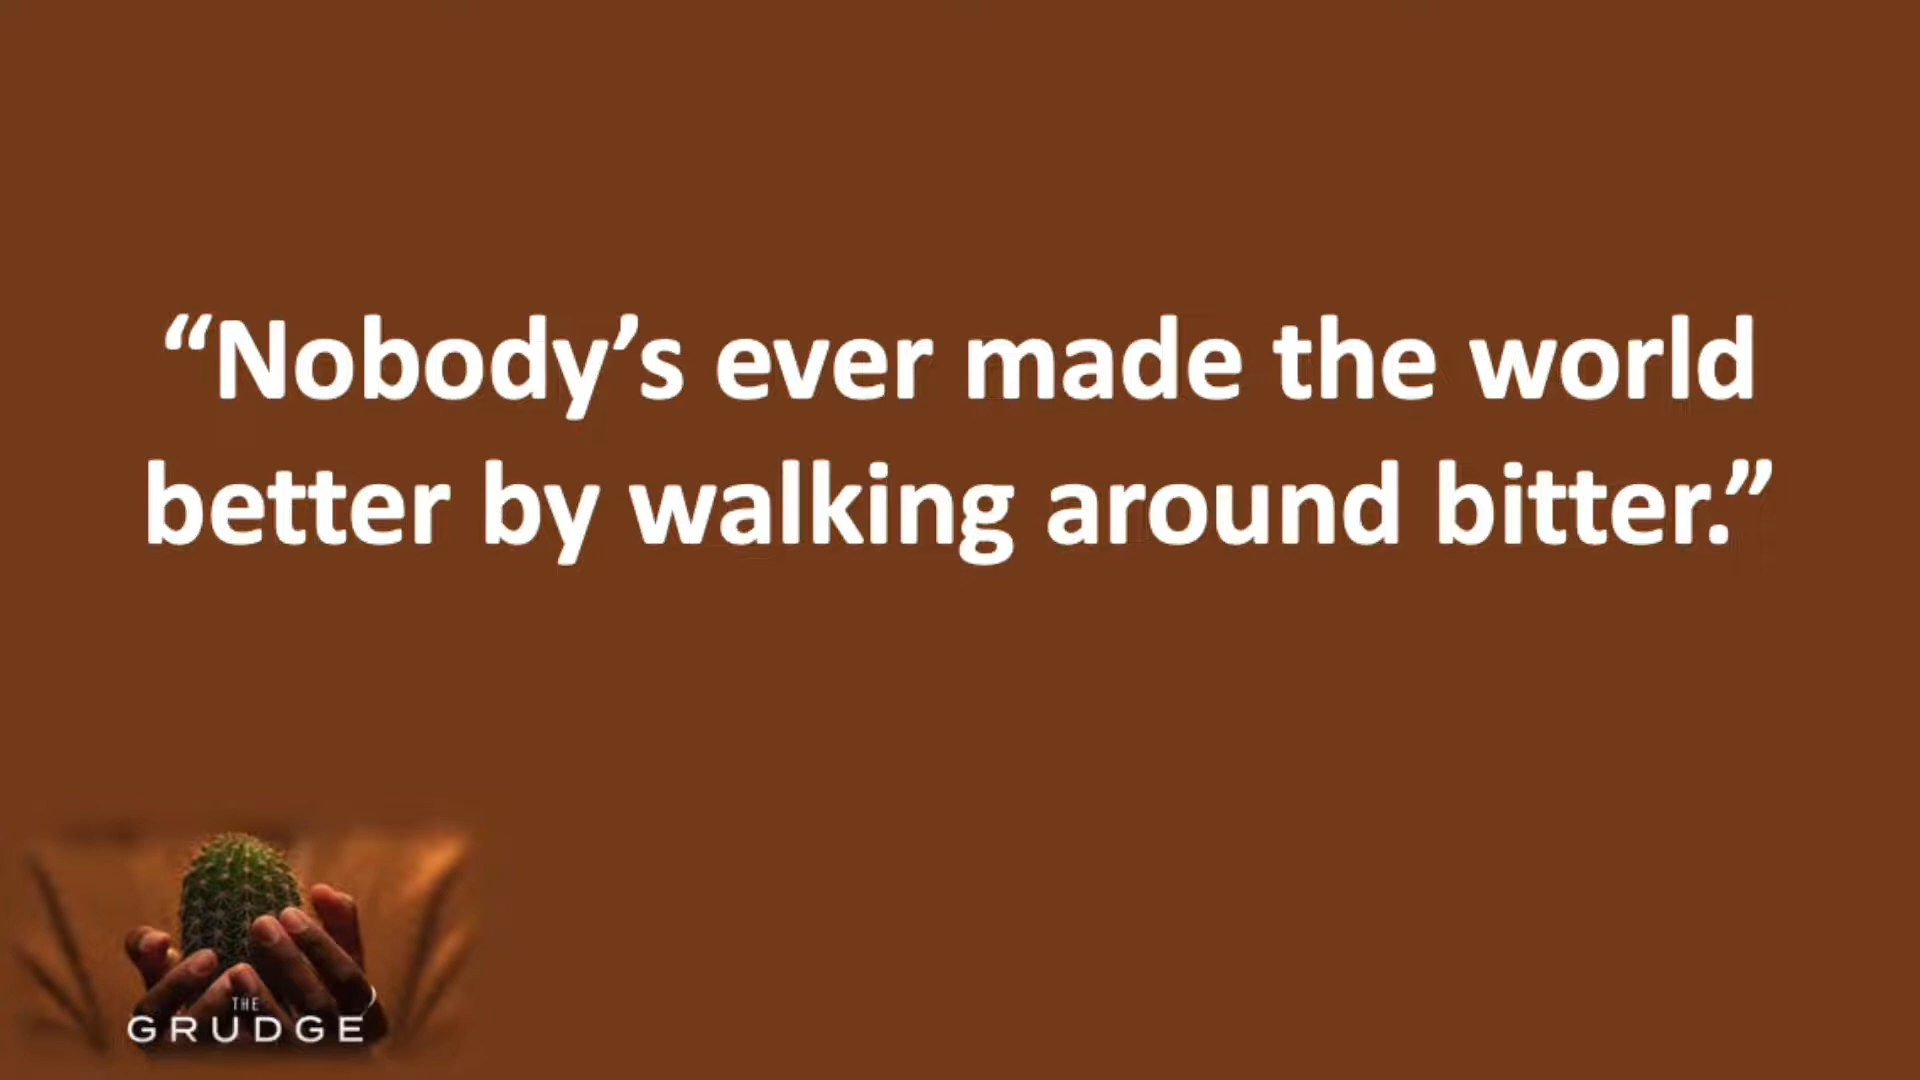 “Nobody’s ever made the world
better by walking around bitter.”
THE
GRUDGE